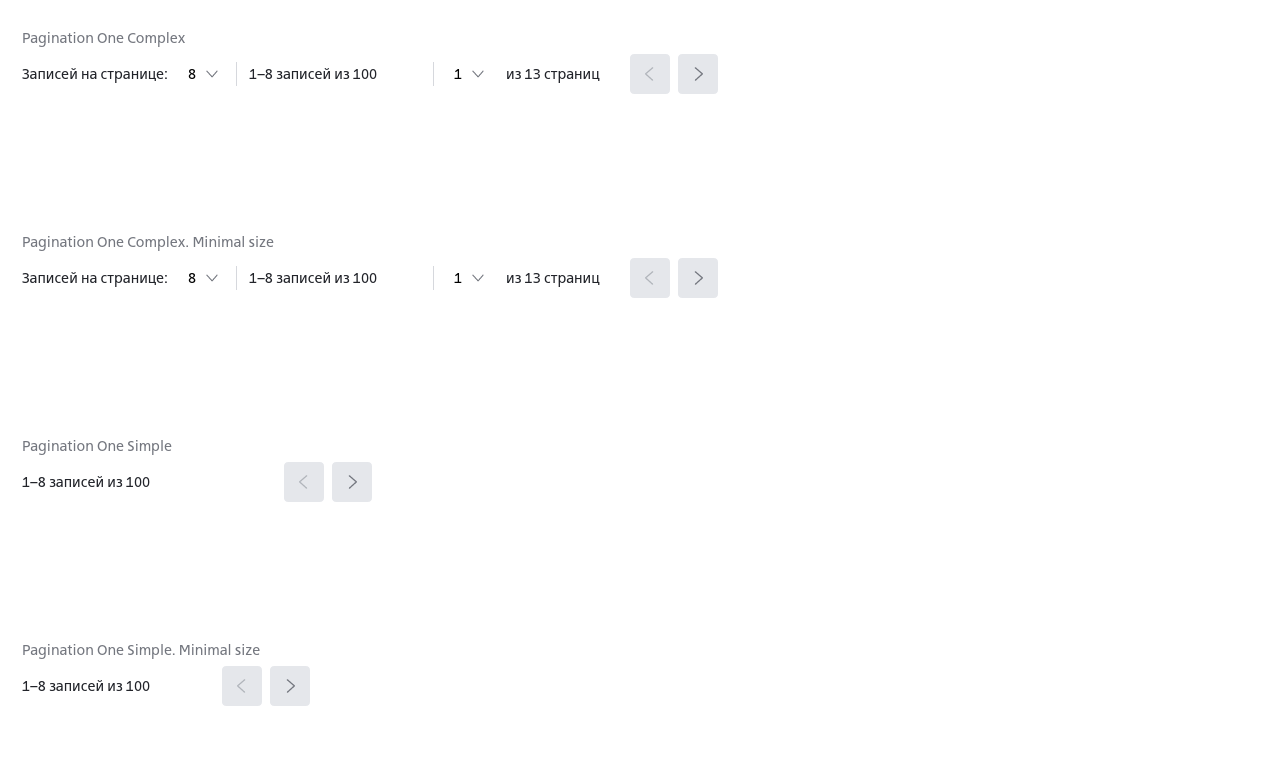 Pagination One Complex
Записей на странице: 8 1–8 записей из 100 1 из 13 страниц
Pagination One Complex. Minimal size
Записей на странице: 8 1–8 записей из 100 1 из 13 страниц
Pagination One Simple
1–8 записей из 100
Pagination One Simple. Minimal size
1–8 записей из 100